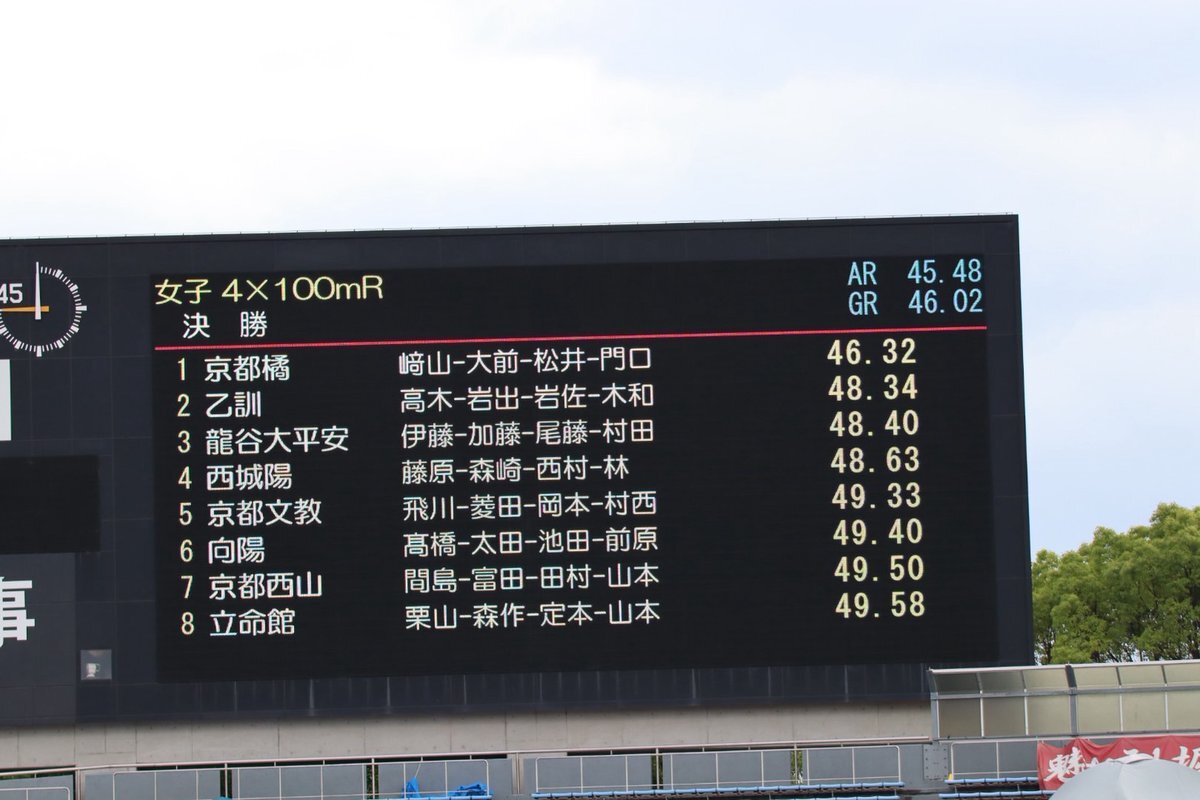 45
女子 4×100mR AR 45.48
決 勝 GR 46.02
1 京都橘 﨑山-大前-松井-門口 46.32
2 乙訓 高木-岩出-岩佐-木和 48.34
3 龍谷大平安 伊藤-加藤-尾藤-村田 48.40
4 西城陽 藤原-森崎-西村-林 48.63
5 京都文教 飛川-菱田-岡本-村西 49.33
6 向陽 髙橋-太田-池田-前原 49.40
7 京都西山 間島-富田-田村-山本 49.50
8 立命館 栗山-森作-定本-山本 49.58
事
魁